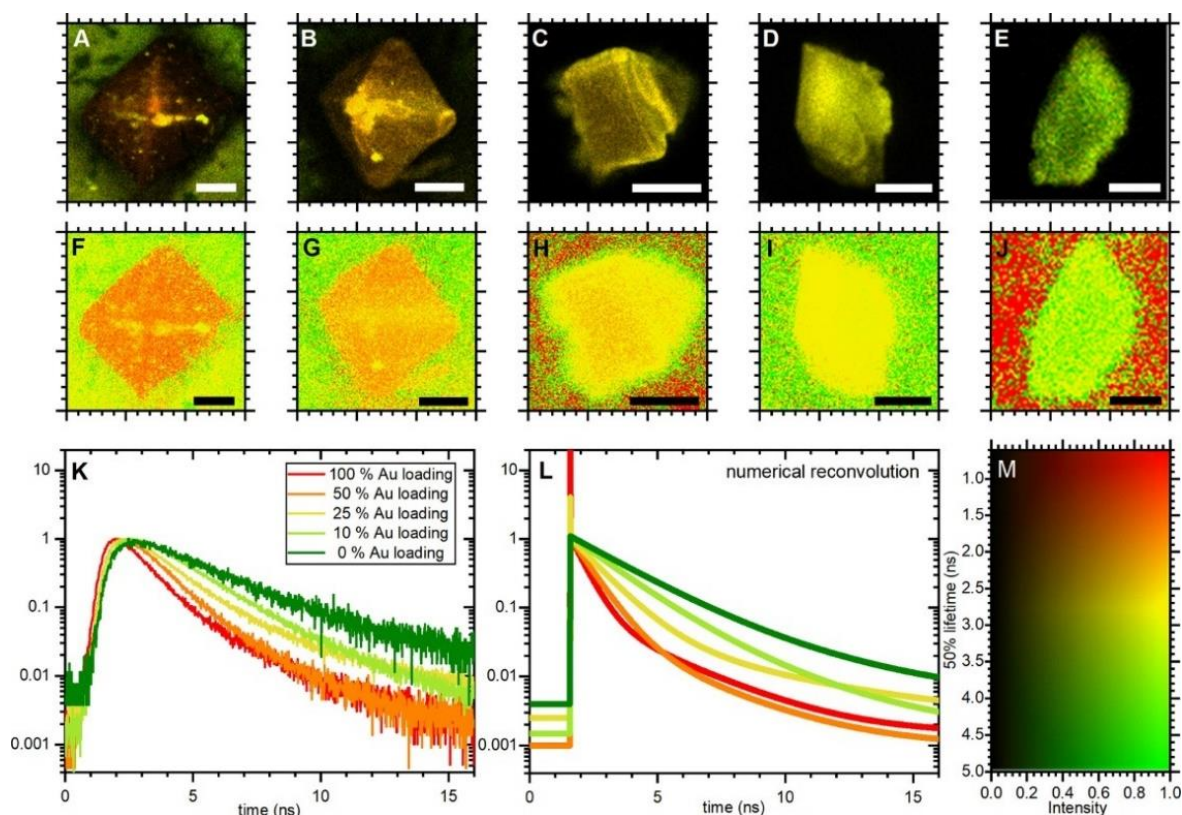 A
B
C
D
E
F
G
H
I
J
K
100 % Au loading
50 % Au loading
25 % Au loading
10 % Au loading
0 % Au loading
10
1
0.1
0.01
0.001
0
5
10
15
time (ns)
L
numerical reconvolution
10
1
0.1
0.01
0.001
0
5
10
15
time (ns)
M
50% lifetime (ns)
1.0
1.5
2.0
2.5
3.0
3.5
4.0
4.5
5.0
0.0 0.2 0.4 0.6 0.8 1.0
Intensity